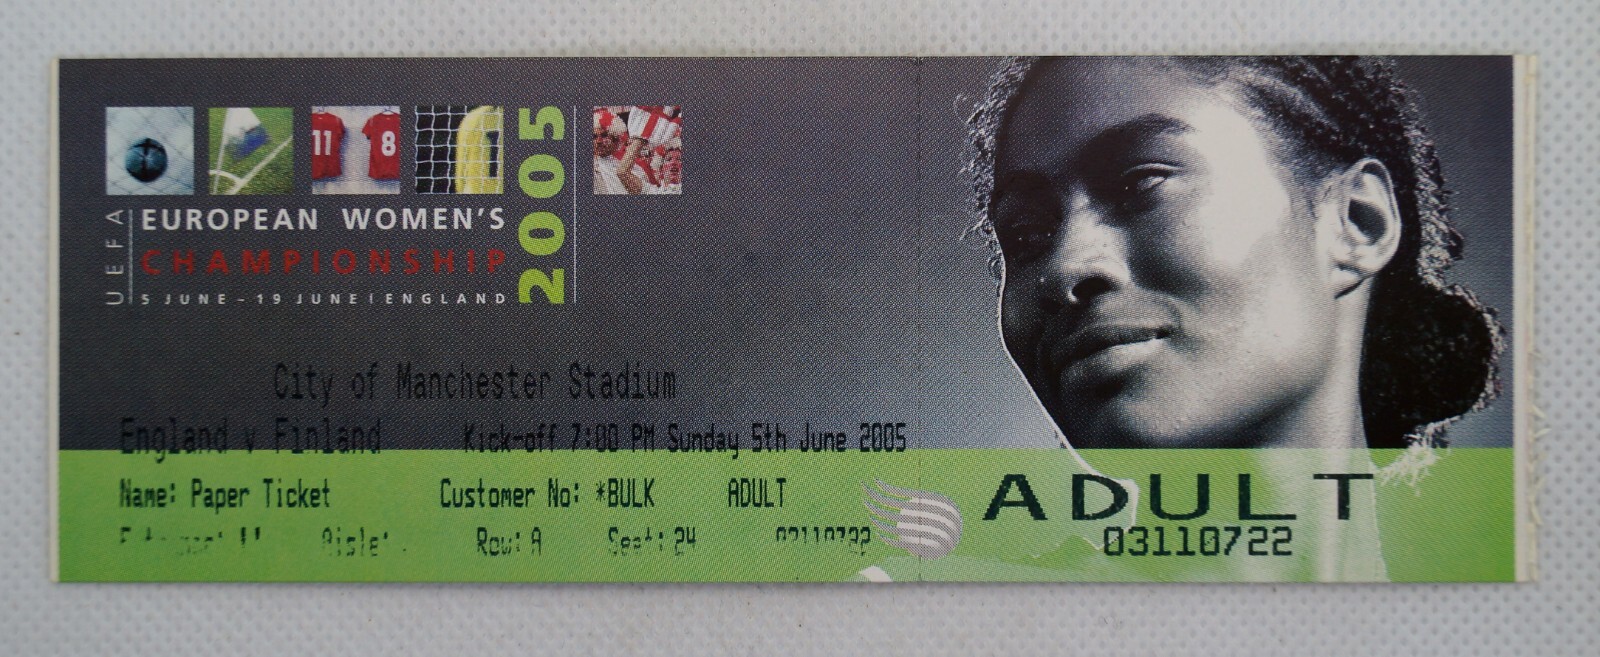 11 8
UEFA
EUROPEAN WOMEN'S
CHAMPIONSHIP
5 JUNE - 19 JUNE | ENGLAND
2005
City of Manchester Stadium
England v Finland Kick-off 7:00 PM Sunday 5th June 2005
Name: Paper Ticket Customer No: *BULK ADULT
Aisle: Row: A Seat: 24 03110722
ADULT
03110722